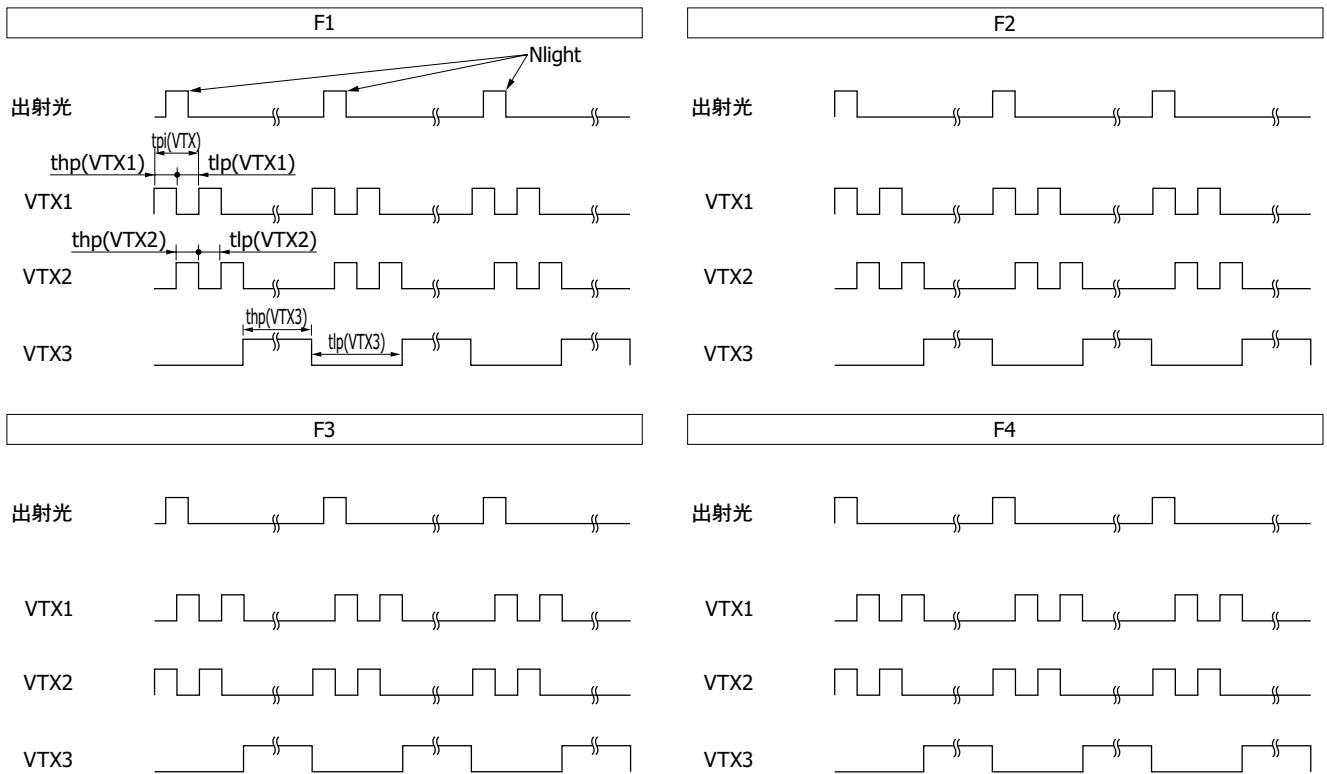 F1
Nlight
出射光
tpi(VTX)
thp(VTX1)
tlp(VTX1)
VTX1
thp(VTX2)
tlp(VTX2)
VTX2
thp(VTX3)
tlp(VTX3)
VTX3
F2
出射光
VTX1
VTX2
VTX3
F3
出射光
VTX1
VTX2
VTX3
F4
出射光
VTX1
VTX2
VTX3